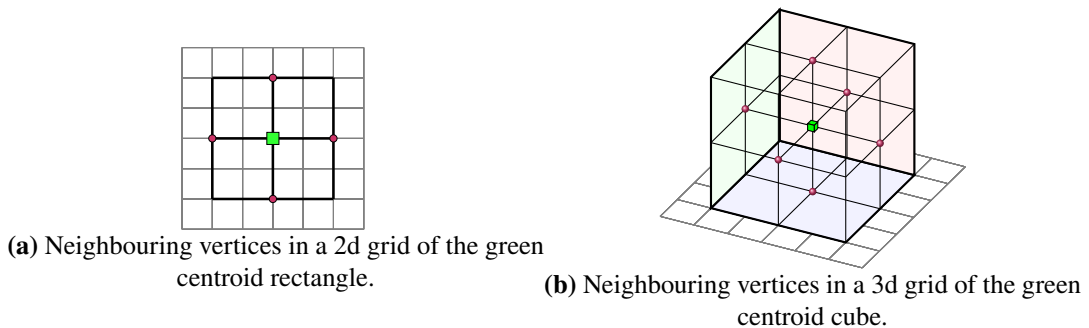 (a) Neighbouring vertices in a 2d grid of the green
centroid rectangle.
(b) Neighbouring vertices in a 3d grid of the green
centroid cube.